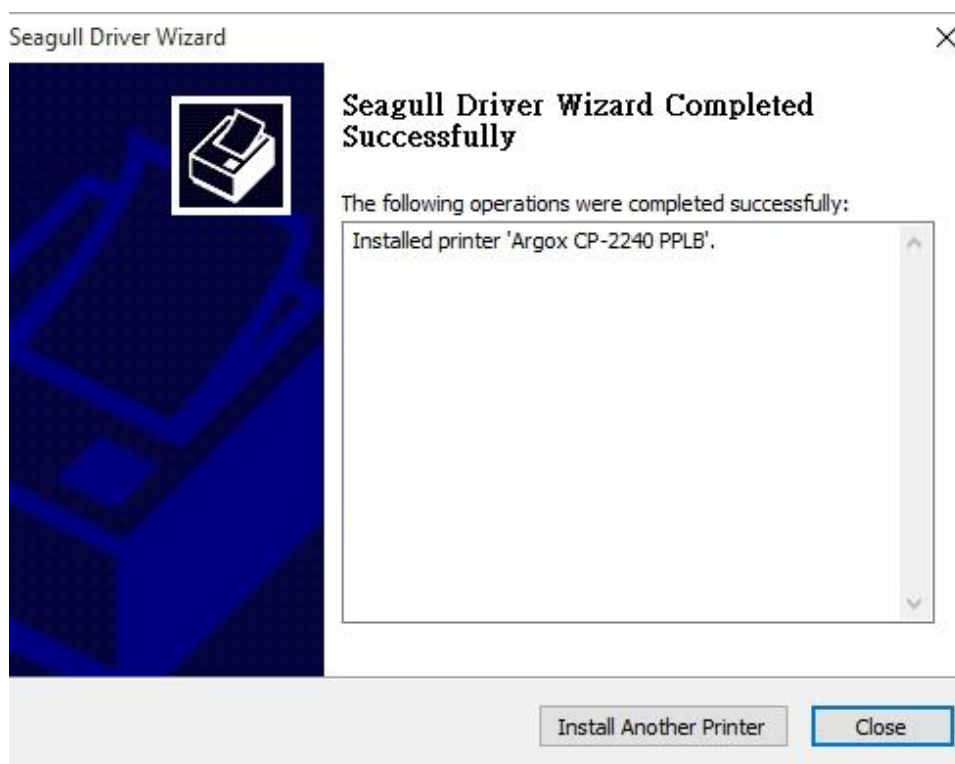 Seagull Driver Wizard
Seagull Driver Wizard Completed
Successfully
The following operations were completed successfully:
Installed printer 'Argox CP-2240 PPLB'.
Install Another Printer
Close